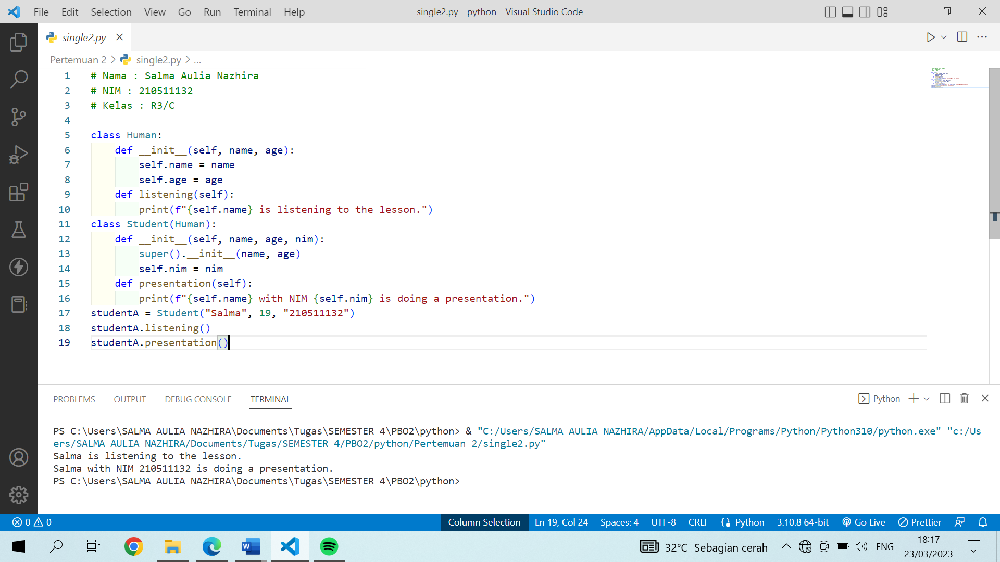 File Edit Selection View Go Run Terminal Help single2.py - python - Visual Studio Code
single2.py
Pertemuan 2 > single2.py > ...
1 # Nama : Salma Aulia Nazhira
2 # NIM : 210511132
3 # Kelas : R3/C
4
5 class Human:
6     def __init__(self, name, age):
7         self.name = name
8         self.age = age
9     def listening(self):
10         print(f"{self.name} is listening to the lesson.")
11 class Student(Human):
12     def __init__(self, name, age, nim):
13         super().__init__(name, age)
14         self.nim = nim
15     def presentation(self):
16         print(f"{self.name} with NIM {self.nim} is doing a presentation.")
17 studentA = Student("Salma", 19, "210511132")
18 studentA.listening()
19 studentA.presentation()
PROBLEMS OUTPUT DEBUG CONSOLE TERMINAL Python
PS C:\Users\SALMA AULIA NAZHIRA\Documents\Tugas\SEMESTER 4\PBO2\python> & "C:/Users/SALMA AULIA NAZHIRA/AppData/Local/Programs/Python/Python310/python.exe" "c:/Us
ers/SALMA AULIA NAZHIRA/Documents/Tugas/SEMESTER 4/PBO2/python/Pertemuan 2/single2.py"
Salma is listening to the lesson.
Salma with NIM 210511132 is doing a presentation.
PS C:\Users\SALMA AULIA NAZHIRA\Documents\Tugas\SEMESTER 4\PBO2\python>
0 0 Column Selection Ln 19, Col 24 Spaces: 4 UTF-8 CRLF Python 3.10.8 64-bit Go Live Prettier
32°C Sebagian cerah ENG 18:17
23/03/2023